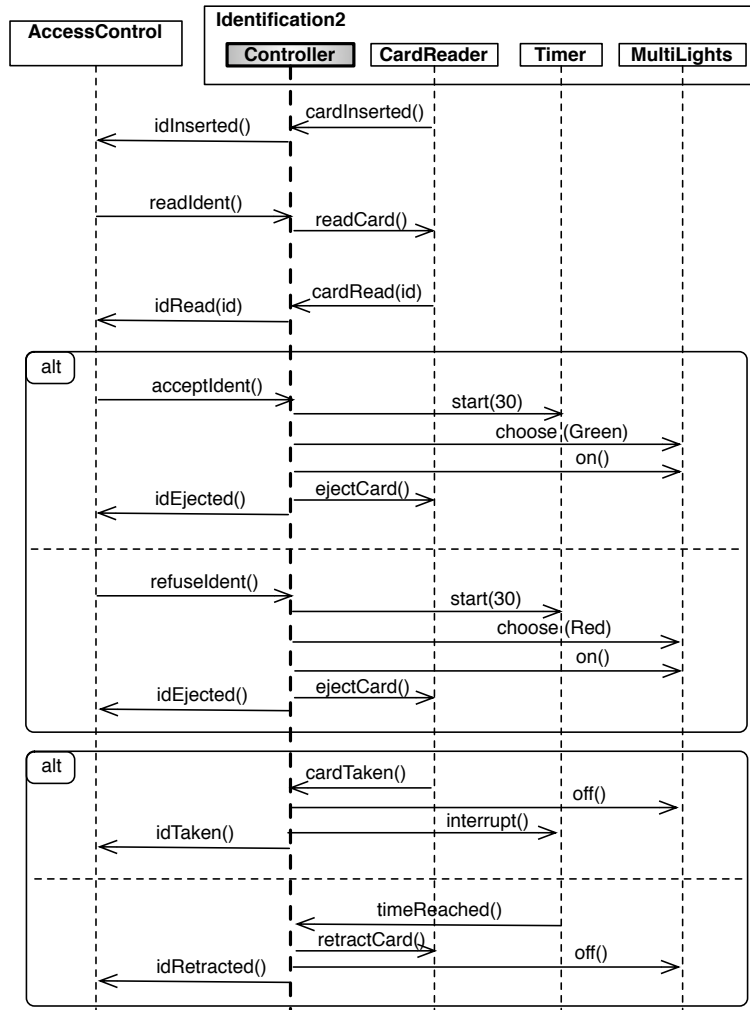 Identification2
AccessControl
Controller
CardReader
Timer
MultiLights
cardInserted()
idInserted()
readIdent()
readCard()
cardRead(id)
idRead(id)
alt
acceptIdent()
start(30)
choose (Green)
on()
ejectCard()
idEjected()
refuseIdent()
start(30)
choose (Red)
on()
ejectCard()
idEjected()
alt
cardTaken()
off()
interrupt()
idTaken()
timeReached()
retractCard()
off()
idRetracted()